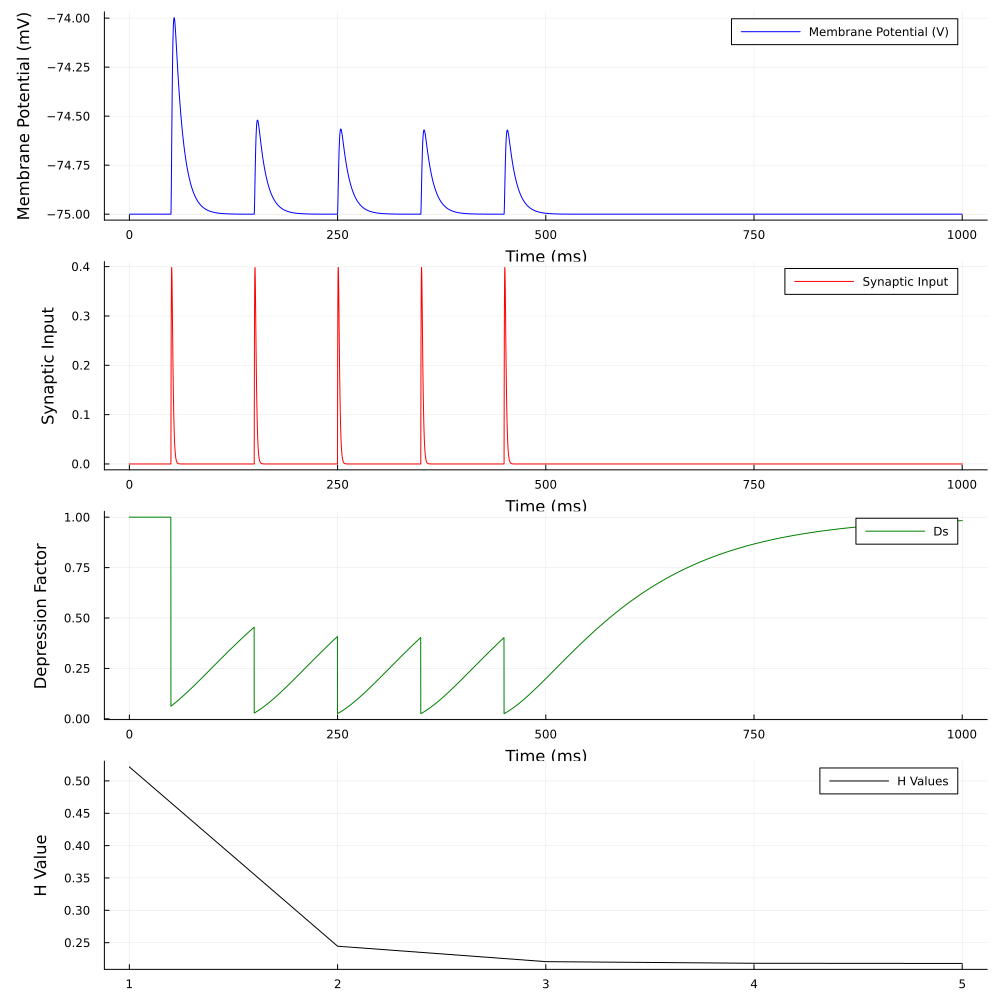 Membrane Potential (mV)
−74.00
−74.25
−74.50
−74.75
−75.00
Membrane Potential (V)
0 250 500 750 1000
Time (ms)
Synaptic Input
0.4
0.3
0.2
0.1
0.0
Synaptic Input
0 250 500 750 1000
Time (ms)
Depression Factor
1.00
0.75
0.50
0.25
0.00
Ds
0 250 500 750 1000
Time (ms)
H Value
0.50
0.45
0.40
0.35
0.30
0.25
H Values
1 2 3 4 5